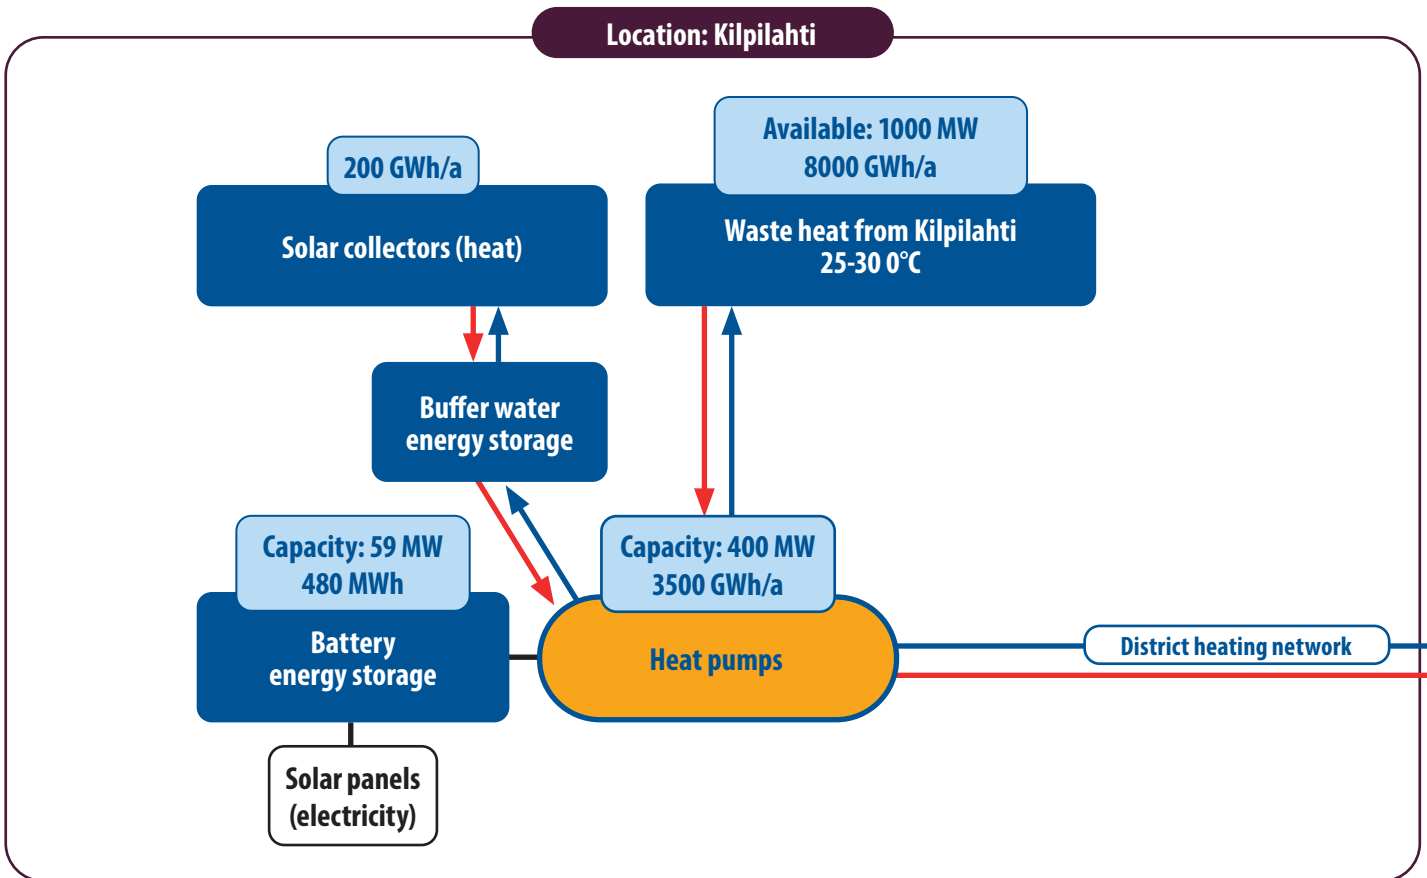 Location: Kilpilahti
200 GWh/a
Solar collectors (heat)
Available: 1000 MW
8000 GWh/a
Waste heat from Kilpilahti
25-30 0°C
Buffer water
energy storage
Capacity: 59 MW
480 MWh
Battery
energy storage
Capacity: 400 MW
3500 GWh/a
Heat pumps
District heating network
Solar panels
(electricity)